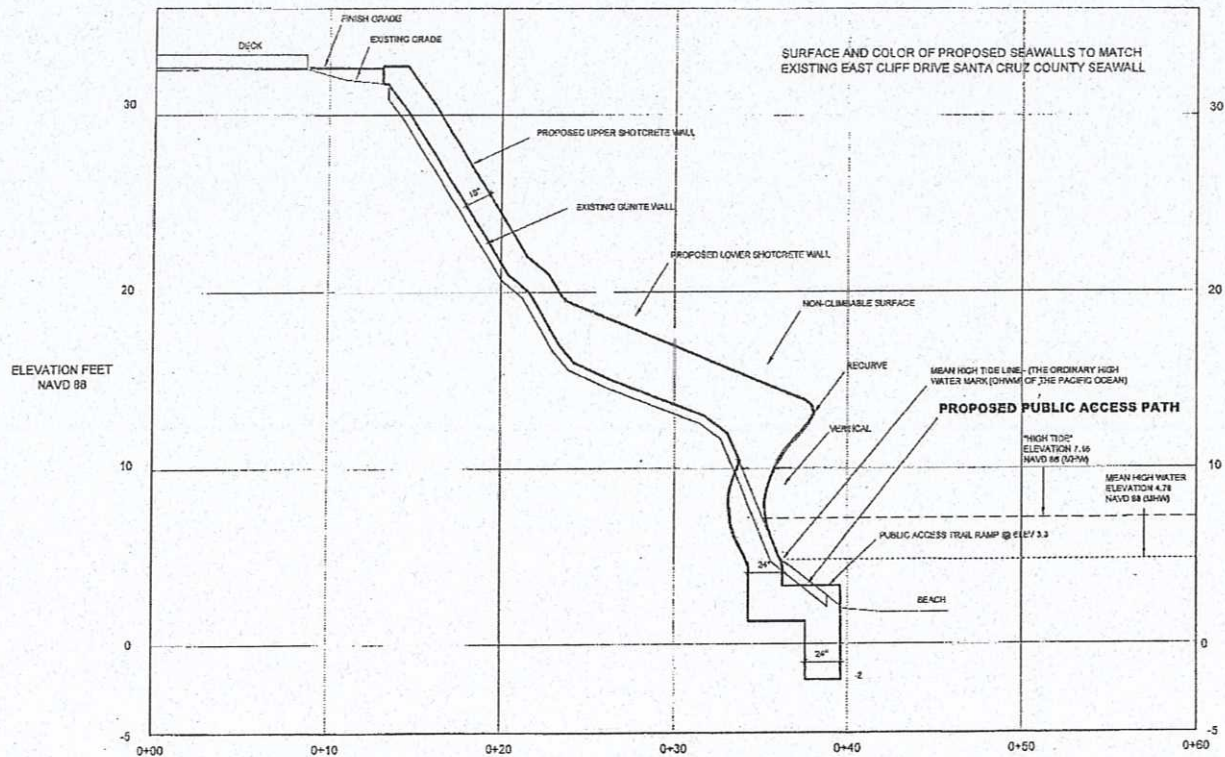 FINISH GRADE
DECK
EXISTING GRADE
SURFACE AND COLOR OF PROPOSED SEAWALLS TO MATCH
EXISTING EAST CLIFF DRIVE SANTA CRUZ COUNTY SEAWALL
30
30
PROPOSED UPPER SHOTCRETE WALL
EXISTING GUNITE WALL
PROPOSED LOWER SHOTCRETE WALL
20
20
NON-CLIMBABLE SURFACE
ELEVATION FEET
NAVD 88
RECURVE
MEAN HIGH TIDE LINE - (THE ORDINARY HIGH
WATER MARK (OHWM) OF THE PACIFIC OCEAN)
PROPOSED PUBLIC ACCESS PATH
VERTICAL
"HIGH TIDE"
ELEVATION
NAVD 88
10
10
MEAN HIGH WATER
ELEVATION 4.78
NAVD 88 (MHW)
PUBLIC ACCESS TRAIL RAMP @ ELEV 3.3
24"
BEACH
0
0
24"
-2
-5
-5
0+00
0+10
0+20
0+30
0+40
0+50
0+60